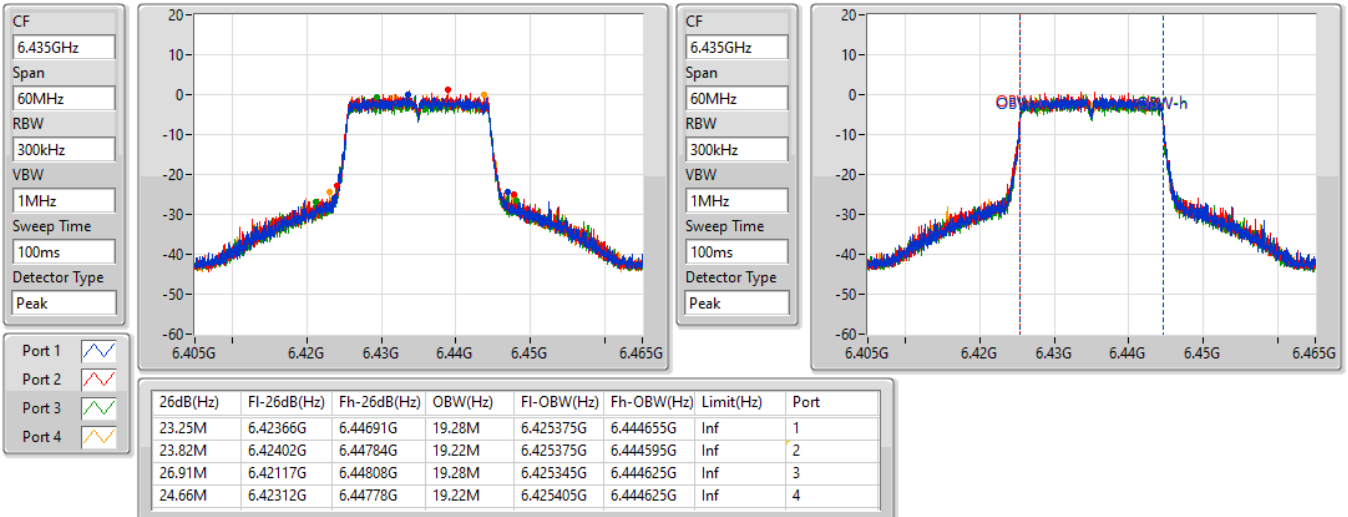 CF
6.435GHz
Span
60MHz
RBW
300kHz
VBW
1MHz
Sweep Time
100ms
Detector Type
Peak
20
10
0
-10
-20
-30
-40
-50
-60
6.405G 6.42G 6.43G 6.44G 6.45G 6.465G
CF
6.435GHz
Span
60MHz
RBW
300kHz
VBW
1MHz
Sweep Time
100ms
Detector Type
Peak
20
10
0
-10
-20
-30
-40
-50
-60
OBW-h
6.405G 6.42G 6.43G 6.44G 6.45G 6.465G
Port 1
Port 2
Port 3
Port 4
26dB(Hz) Fl-26dB(Hz) Fh-26dB(Hz) OBW(Hz) Fl-OBW(Hz) Fh-OBW(Hz) Limit(Hz) Port
23.25M 6.42366G 6.44691G 19.28M 6.425375G 6.444655G Inf 1
23.82M 6.42402G 6.44784G 19.22M 6.425375G 6.444595G Inf 2
26.91M 6.42117G 6.44808G 19.28M 6.425345G 6.444625G Inf 3
24.66M 6.42312G 6.44778G 19.22M 6.425405G 6.444625G Inf 4